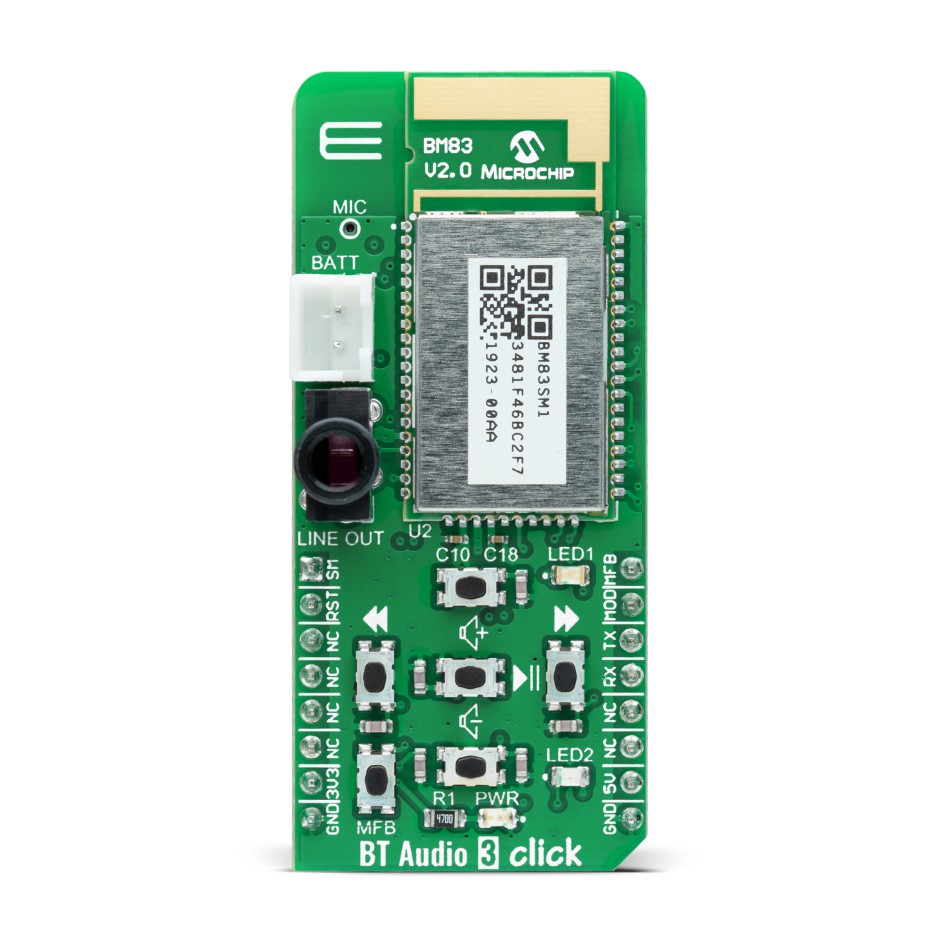 BM83
V2.0 MICROCHIP
MIC
BATT
BM83SM1
3481F46BC2F7
1923-00AA
LINE OUT
U2
C10 C18
LED1
SM
RST
NC
NC
NC
NC
3V3
GND
MFB
MOD
TX
RX
NC
NC
5V
GND
LED2
R1 PWR
4700
MFB
BT Audio 3 click